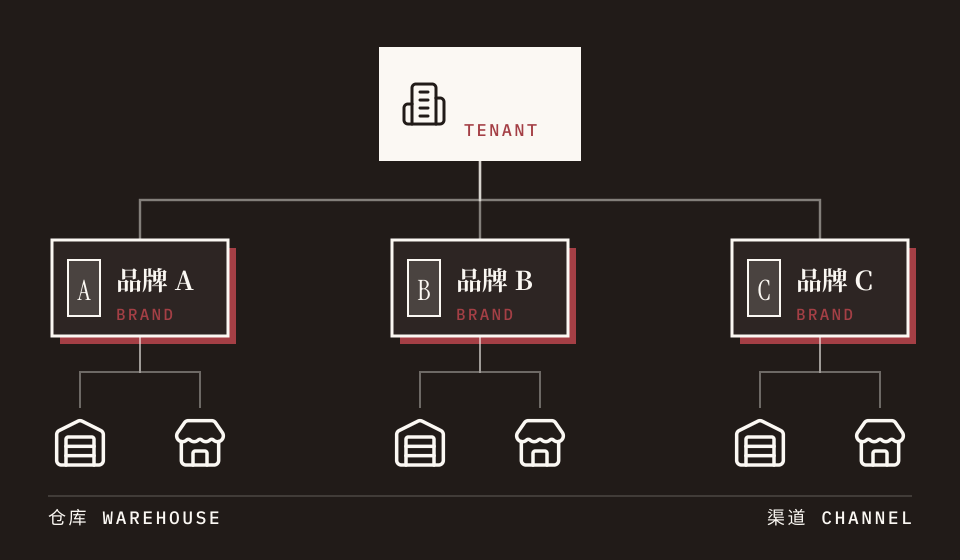 TENANT
A
品牌 A
BRAND
B
品牌 B
BRAND
C
品牌 C
BRAND
仓库 WAREHOUSE
渠道 CHANNEL